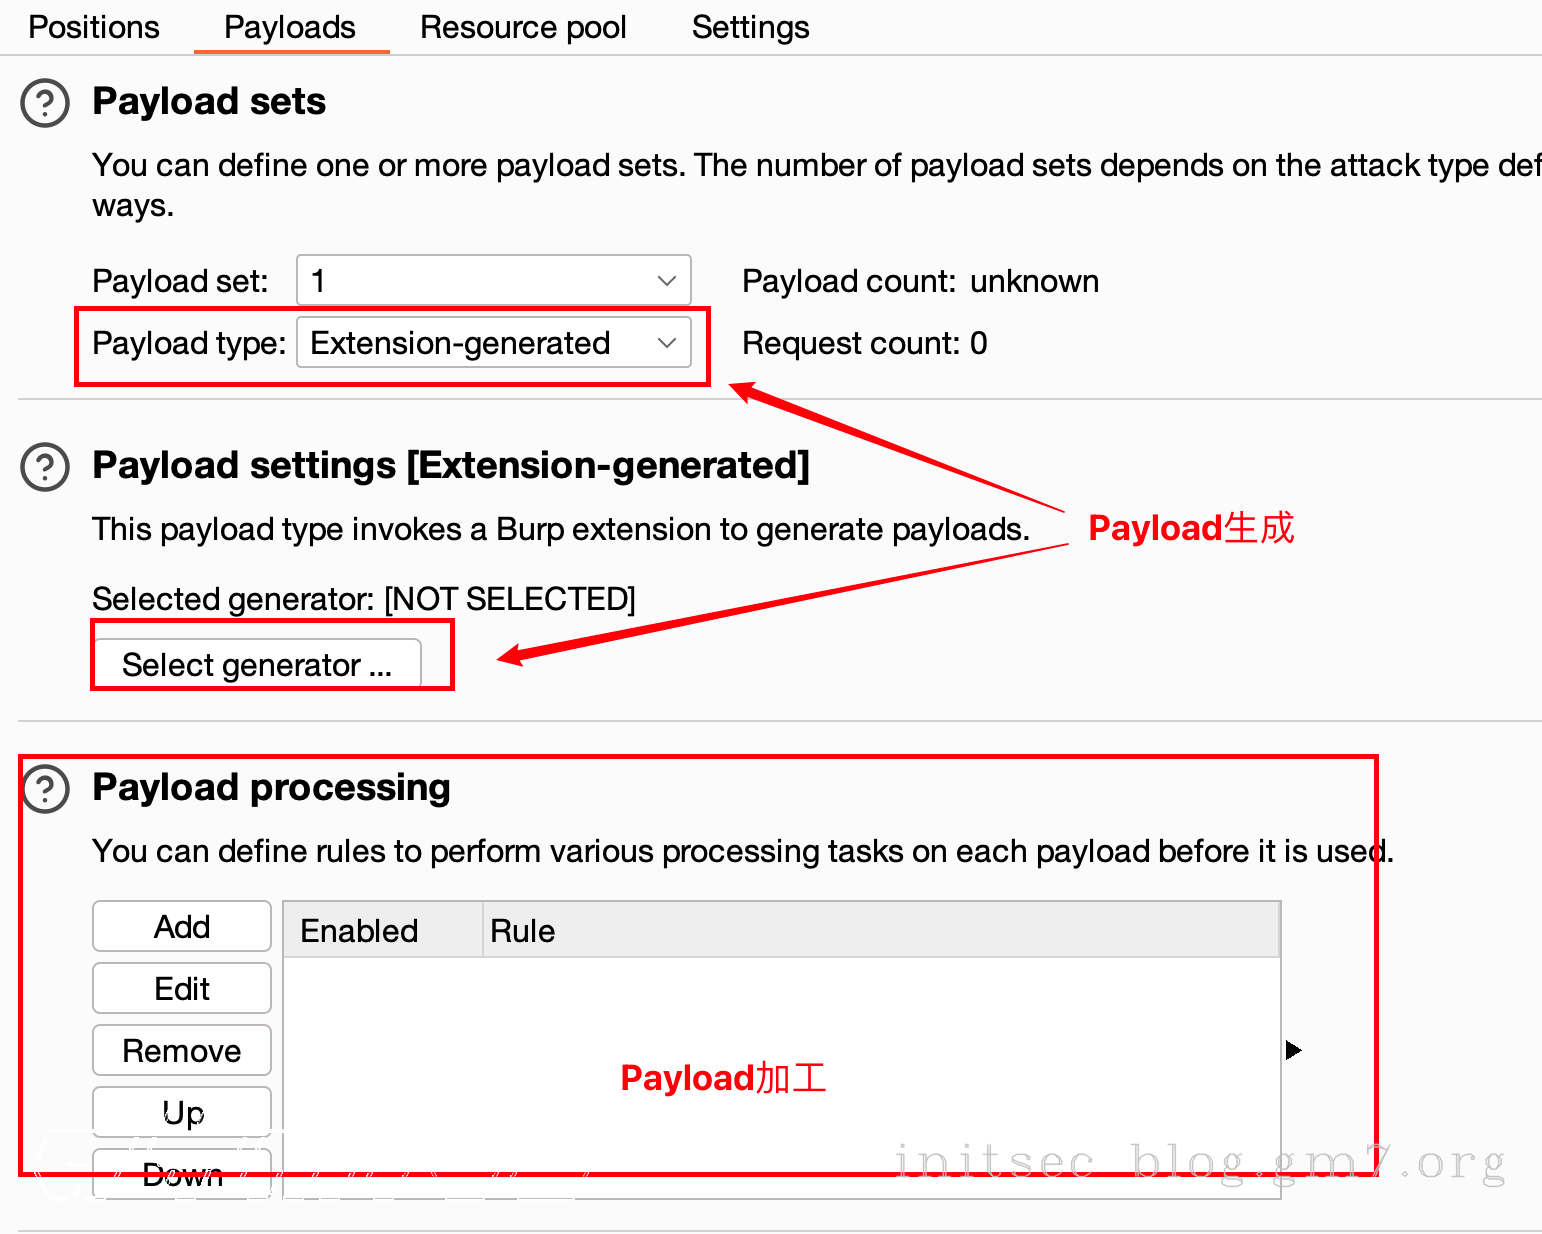 Positions Payloads Resource pool Settings
Payload sets
You can define one or more payload sets. The number of payload sets depends on the attack type def
ways.
Payload set: 1 Payload count: unknown
Payload type: Extension-generated Request count: 0
Payload settings [Extension-generated]
This payload type invokes a Burp extension to generate payloads.
Payload生成
Selected generator: [NOT SELECTED]
Select generator ...
Payload processing
You can define rules to perform various processing tasks on each payload before it is used.
Add
Enabled Rule
Edit
Remove
Payload加工
Up
Down
initsec blog.gm7.org